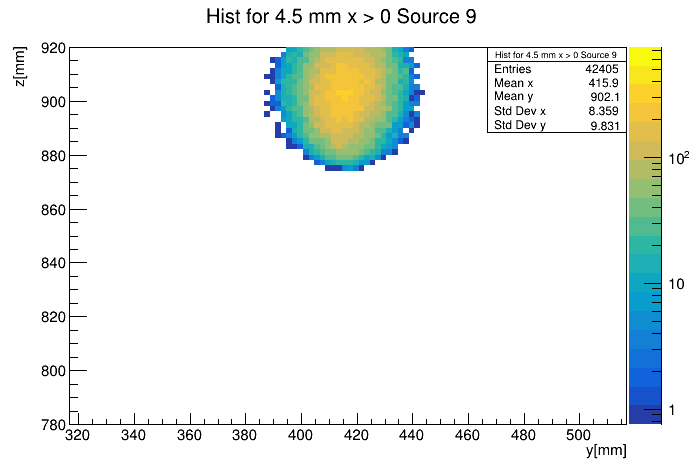 Hist for 4.5 mm x > 0 Source 9
z[mm]
920
900
880
860
840
820
800
780
320 340 360 380 400 420 440 460 480 500
y[mm]
Hist for 4.5 mm x > 0 Source 9
Entries 42405
Mean x 415.9
Mean y 902.1
Std Dev x 8.359
Std Dev y 9.831
10²
10
1